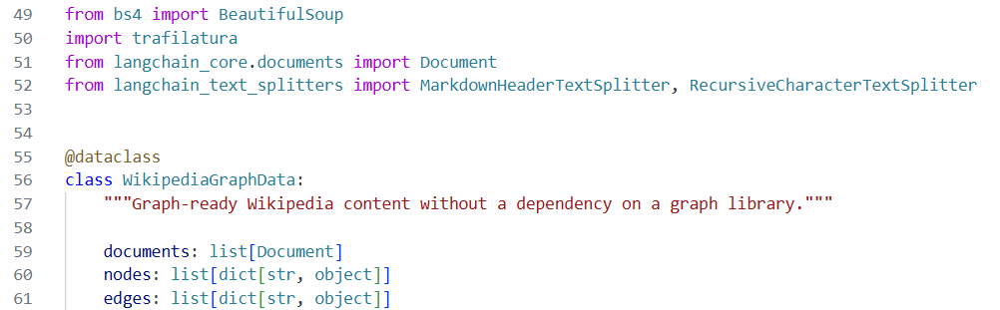 49 from bs4 import BeautifulSoup
50 import trafilatura
51 from langchain_core.documents import Document
52 from langchain_text_splitters import MarkdownHeaderTextSplitter, RecursiveCharacterTextSplitter
53
54
55 @dataclass
56 class WikipediaGraphData:
57     """Graph-ready Wikipedia content without a dependency on a graph library."""
58
59     documents: list[Document]
60     nodes: list[dict[str, object]]
61     edges: list[dict[str, object]]